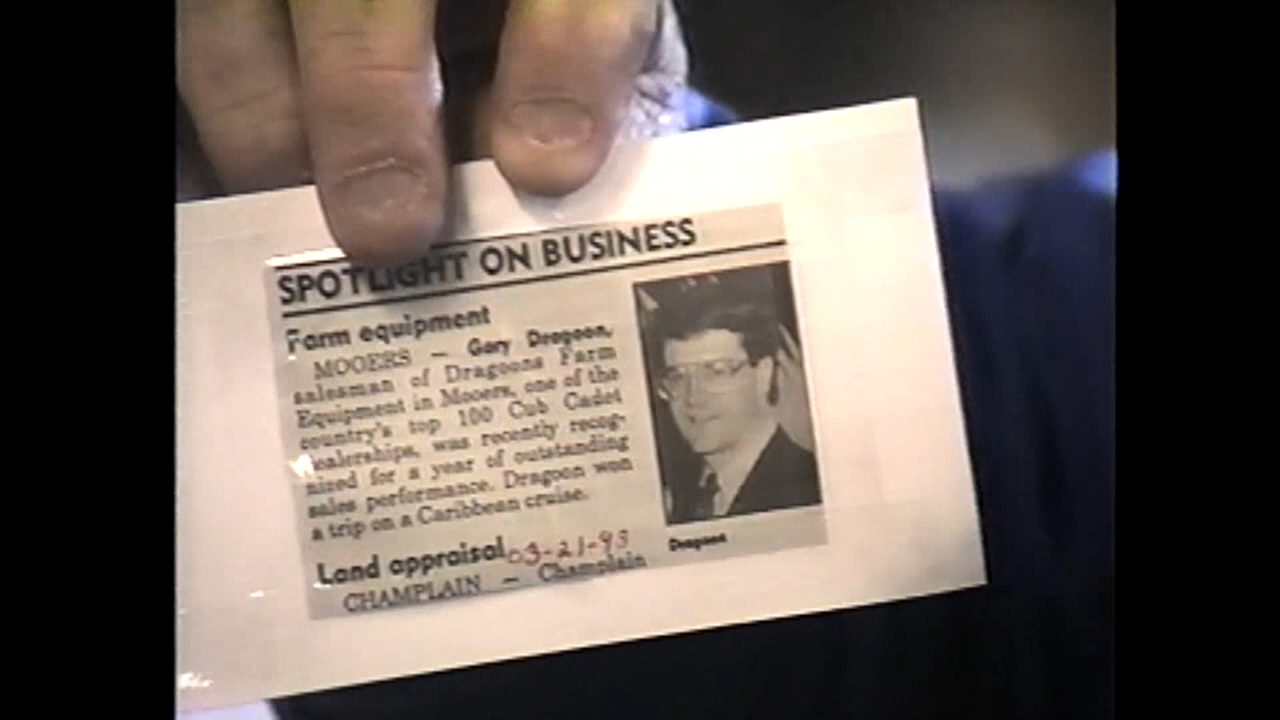 SPOTLIGHT ON BUSINESS
Farm equipment
MOOERS — Gary Dragoon,
salesman of Dragoons Farm
Equipment in Mooers, one of the
country's top 100 Cub Cadet
dealerships, was recently recog-
nized for a year of outstanding
sales performance. Dragoon won
a trip on a Caribbean cruise.
Dragoon
Land appraisal 03-21-93
CHAMPLAIN — Champlain